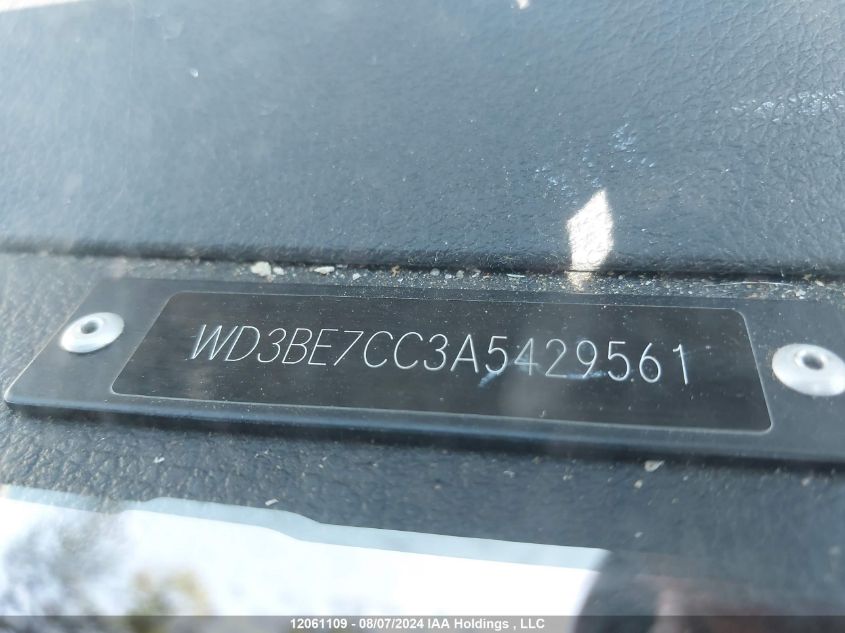 WD3BE7CC3A5429561
12061109 - 08/07/2024 IAA Holdings , LLC